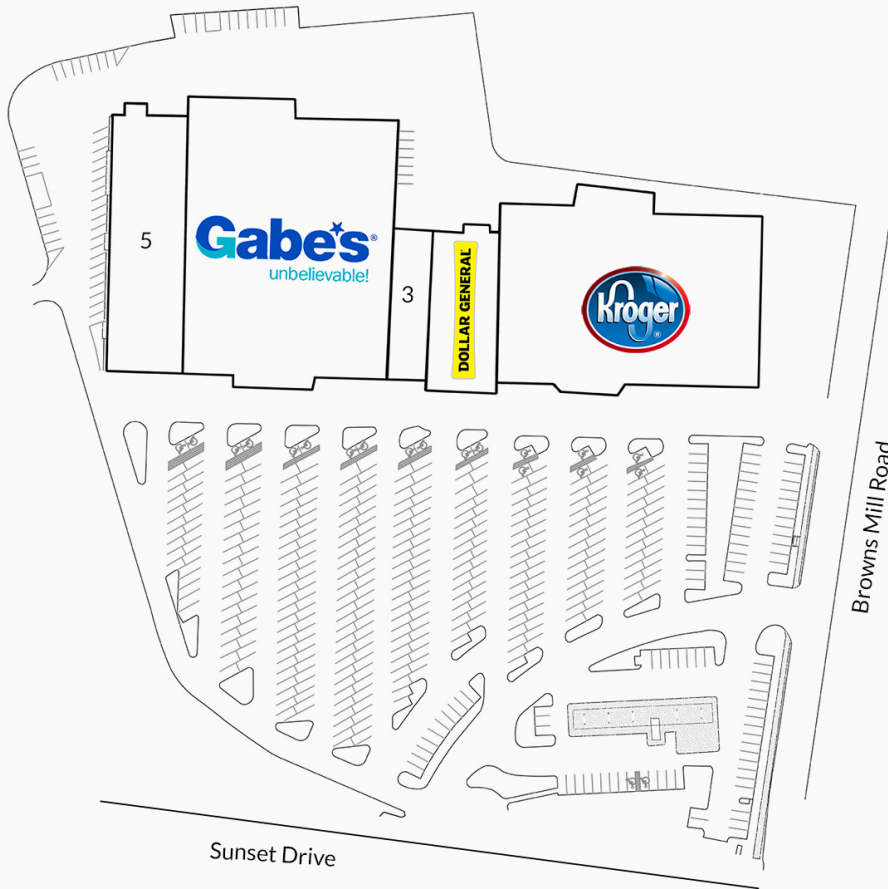 5
Gabe's®
unbelievable!
3
DOLLAR GENERAL
Kroger®
Browns Mill Road
Sunset Drive